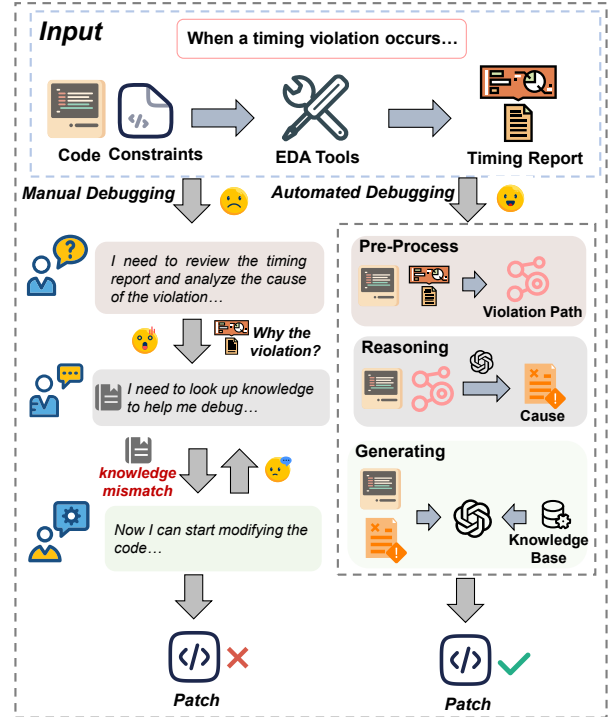 Input
When a timing violation occurs...
Code
Constraints
EDA Tools
Timing Report
Manual Debugging
Automated Debugging
I need to review the timing
report and analyze the cause
of the violation...
Why the
violation?
I need to look up knowledge
to help me debug...
knowledge
mismatch
Now I can start modifying the
code...
Patch
Pre-Process
Violation Path
Reasoning
Cause
Generating
Knowledge
Base
Patch